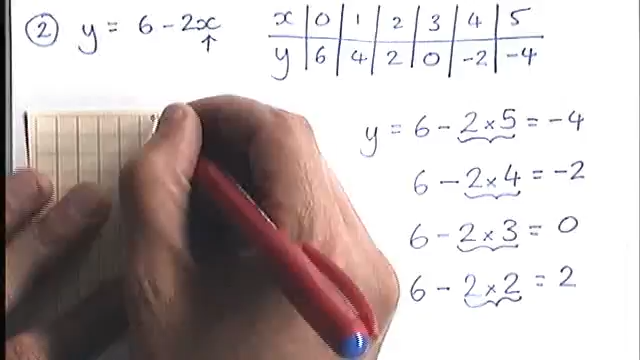 ② y = 6 - 2x
↑
x 0 1 2 3 4 5
y 6 4 2 0 -2 -4
y = 6 - 2 × 5 = -4
6 - 2 × 4 = -2
6 - 2 × 3 = 0
6 - 2 × 2 = 2